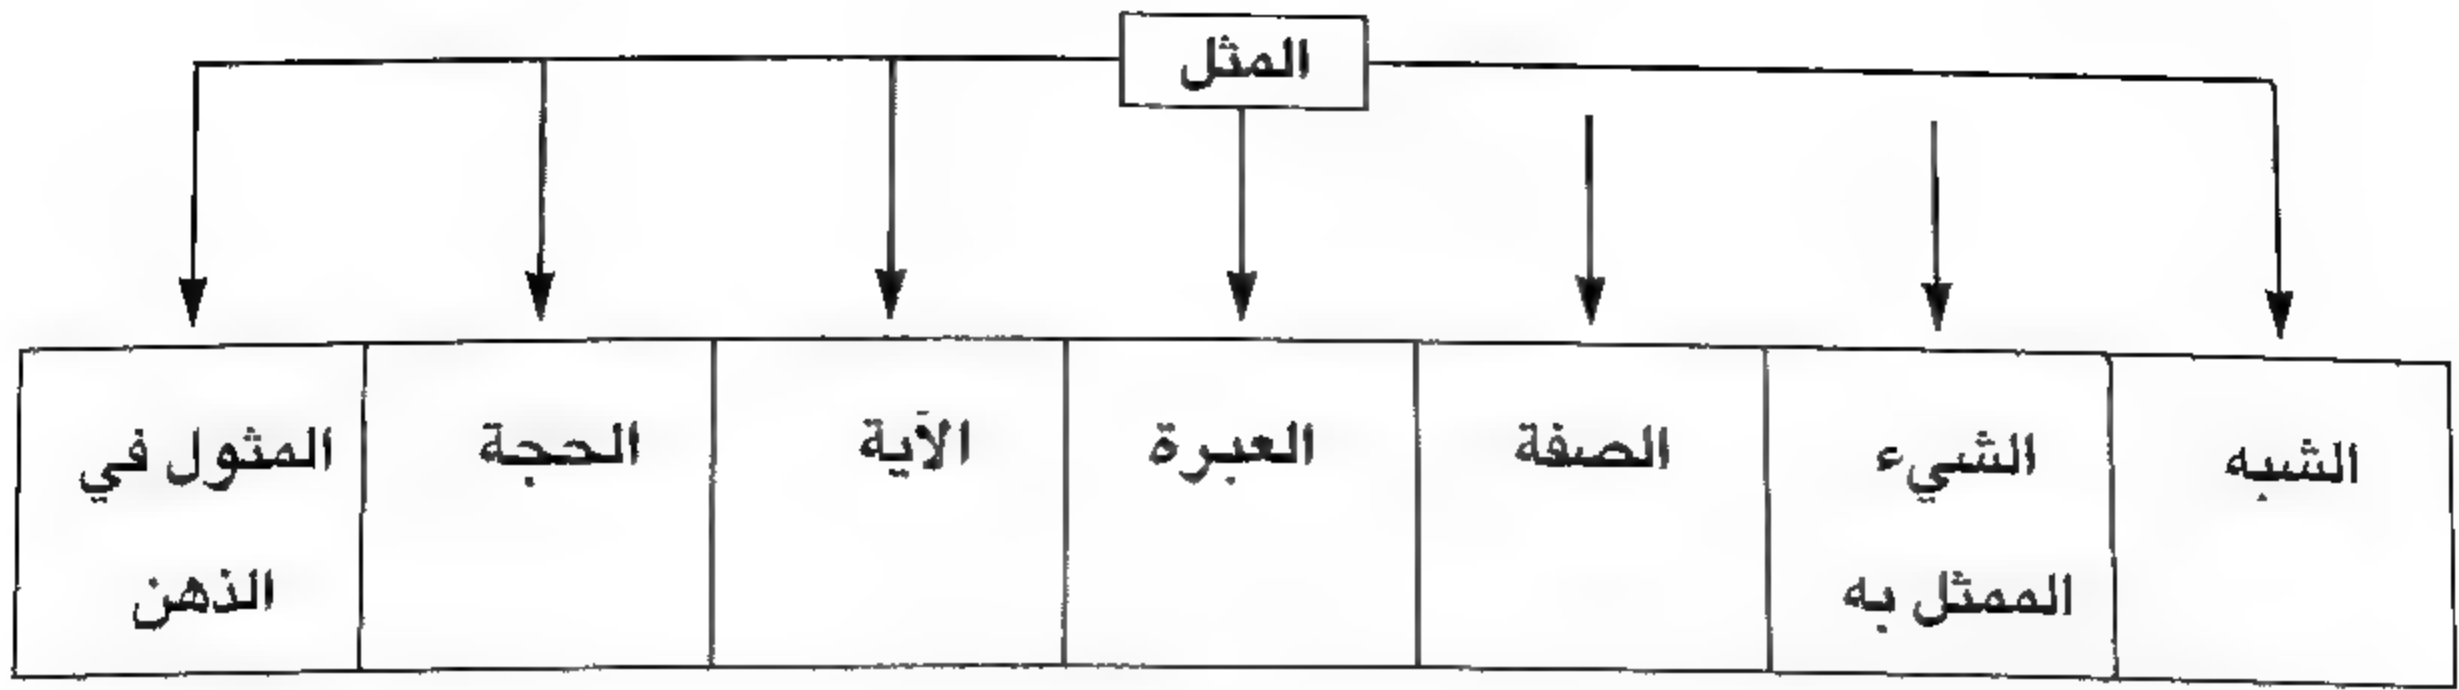 المثل
الشبه
الشيء
الممثل به
الصفة
العبرة
الآية
الحجة
المثول في
الذهن